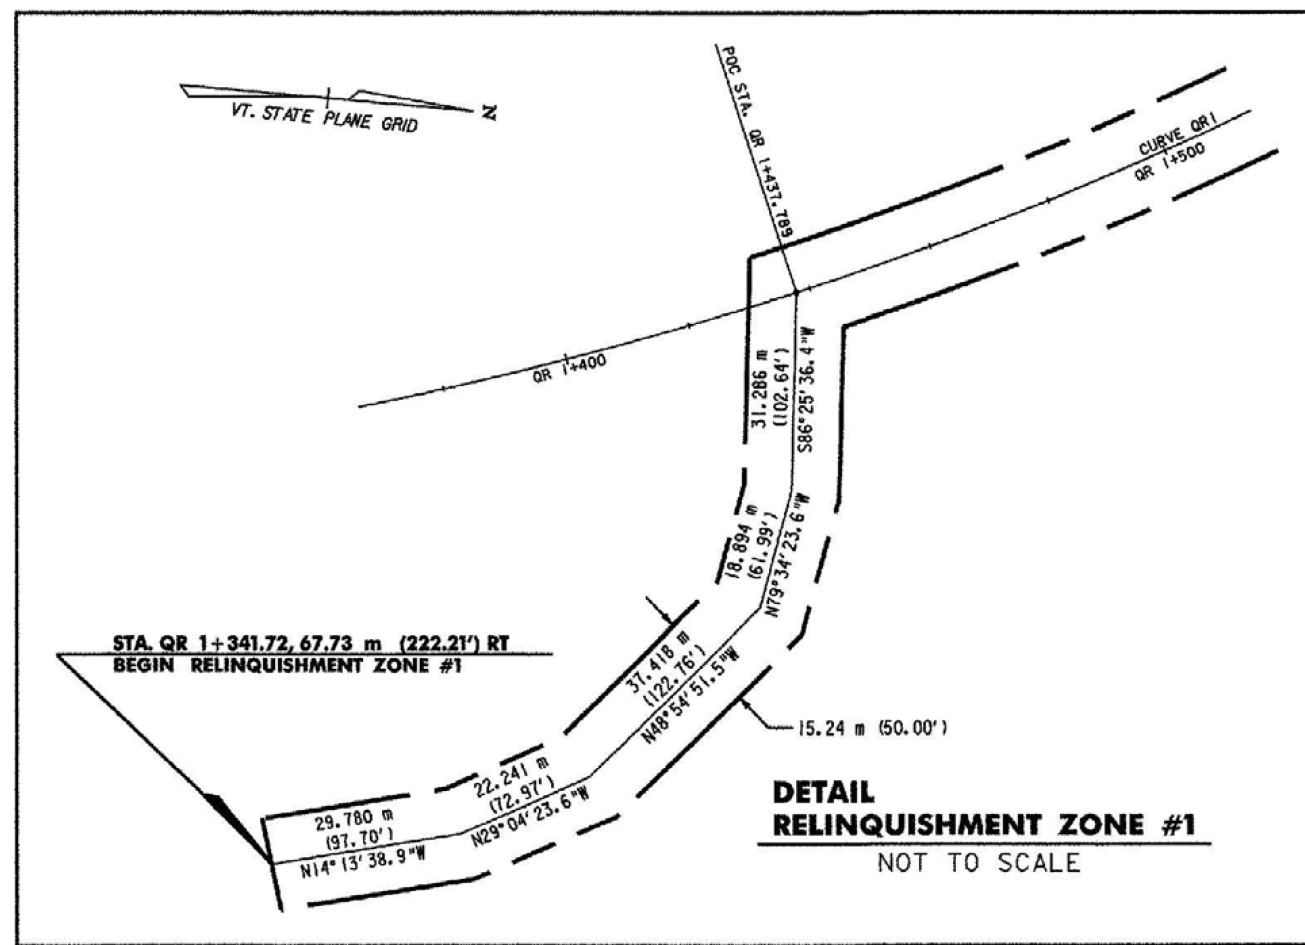 N
VT. STATE PLANE GRID
POC STA. QR 1+437.789
CURVE QR1
QR 1+500
QR 1+400
31.286 m
(102.64')
S86°25'36.4"W
18.894 m
(61.99')
N79°34'23.6"W
STA. QR 1+341.72, 67.73 m (222.21') RT
BEGIN RELINQUISHMENT ZONE #1
37.418 m
(122.76')
N48°54'51.5"W
15.24 m (50.00')
22.241 m
(72.97')
N29°04'23.6"W
29.780 m
(97.70')
N14°13'38.9"W
DETAIL
RELINQUISHMENT ZONE #1
NOT TO SCALE